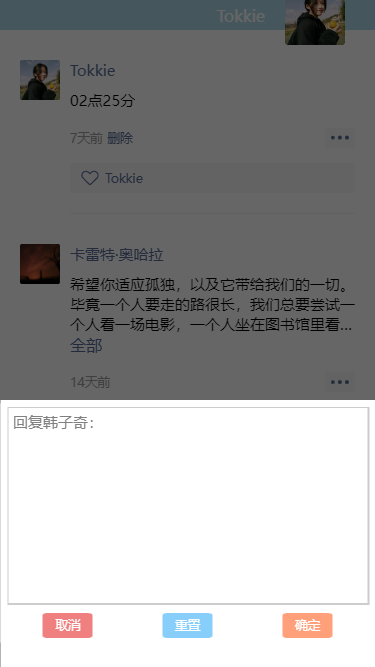 Tokkie
Tokkie
02点25分
7天前 删除
Tokkie
卡雷特·奥哈拉
希望你适应孤独，以及它带给我们的一切。
毕竟一个人要走的路很长，我们总要尝试一
个人看一场电影，一个人坐在图书馆里看...
全部
14天前
回复韩子奇：
取消 重置 确定